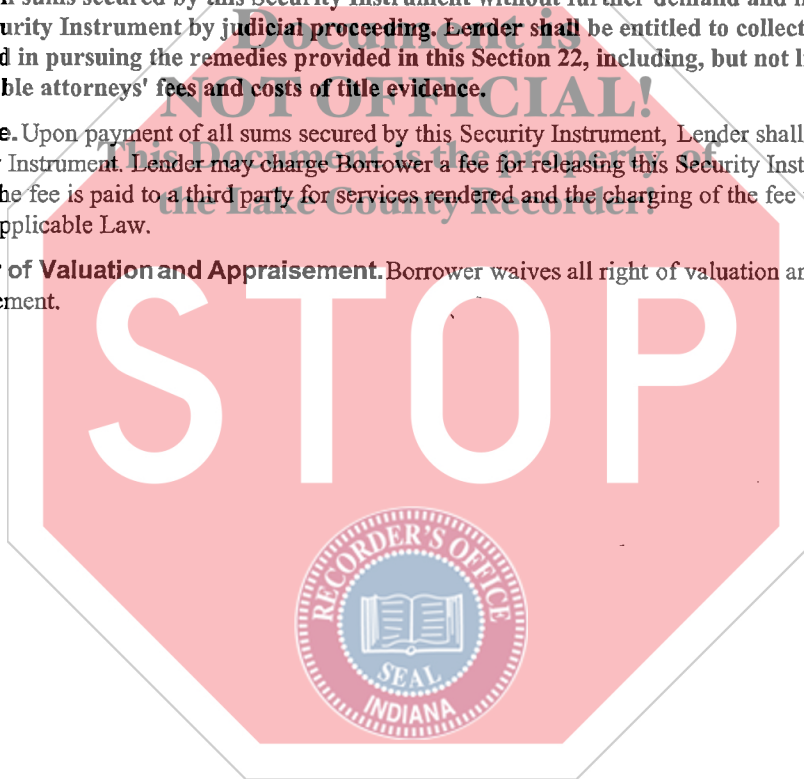 sums secured by this Security Instrument without further demand and
urity Instrument by judicial proceeding. Lender shall be entitled to collect
d in pursuing the remedies provided in this Section 22, including, but not
ble attorneys' fees and costs of title evidence.
e. Upon payment of all sums secured by this Security Instrument, Lender shall
Instrument. Lender may charge Borrower a fee for releasing this Security Inst
he fee is paid to a third party for services rendered and the charging of the fee
pplicable Law.
of Valuation and Appraisement. Borrower waives all right of valuation
ement.
Document is
NOT OFFICIAL!
This Document is the property of
the Lake County Recorder!
STOP
RECORDER'S OFFICE
SEAL
INDIANA